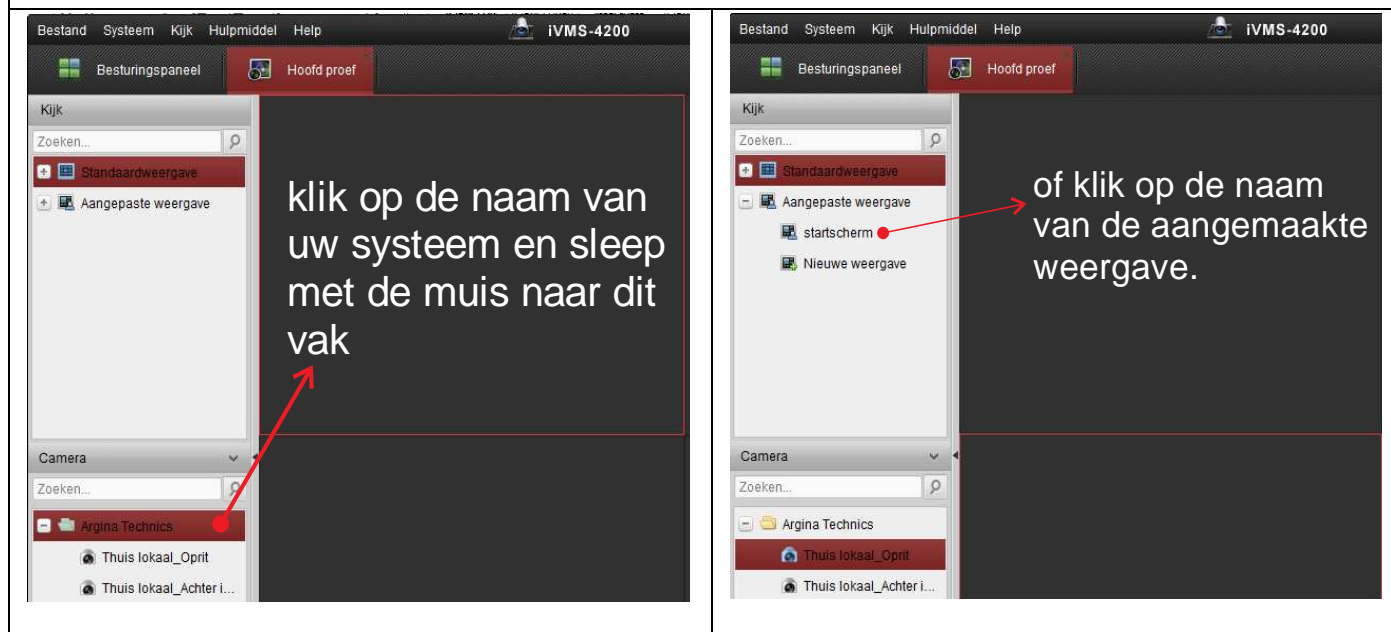 Bestand Systeem Kijk Hulpmiddel Help iVMS-4200
Besturingspaneel Hoofd proef
Kijk
Zoeken...
Standaardweergave
Aangepaste weergave
klik op de naam van
uw systeem en sleep
met de muis naar dit
vak
Camera
Zoeken...
Argina Technics
Thuis lokaal_Oprit
Thuis lokaal_Achter i...
Bestand Systeem Kijk Hulpmiddel Help iVMS-4200
Besturingspaneel Hoofd proef
Kijk
Zoeken...
Standaardweergave
Aangepaste weergave
startscherm
Nieuwe weergave
of klik op de naam
van de aangemaakte
weergave.
Camera
Zoeken...
Argina Technics
Thuis lokaal_Oprit
Thuis lokaal_Achter i...